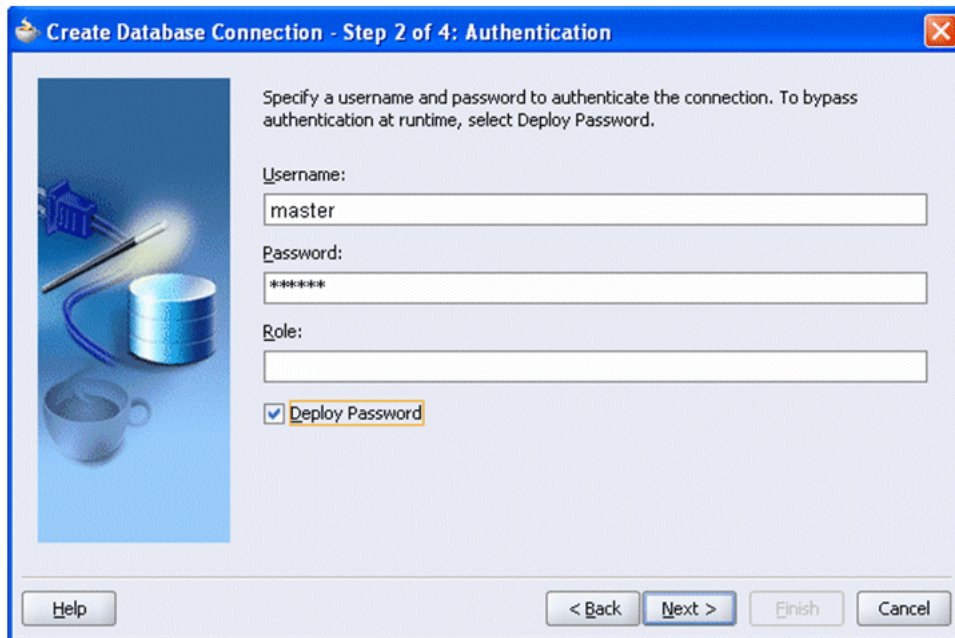 Create Database Connection - Step 2 of 4: Authentication
Specify a username and password to authenticate the connection. To bypass
authentication at runtime, select Deploy Password.
Username:
master
Password:
******
Role:
Deploy Password
Help
< Back
Next >
Finish
Cancel